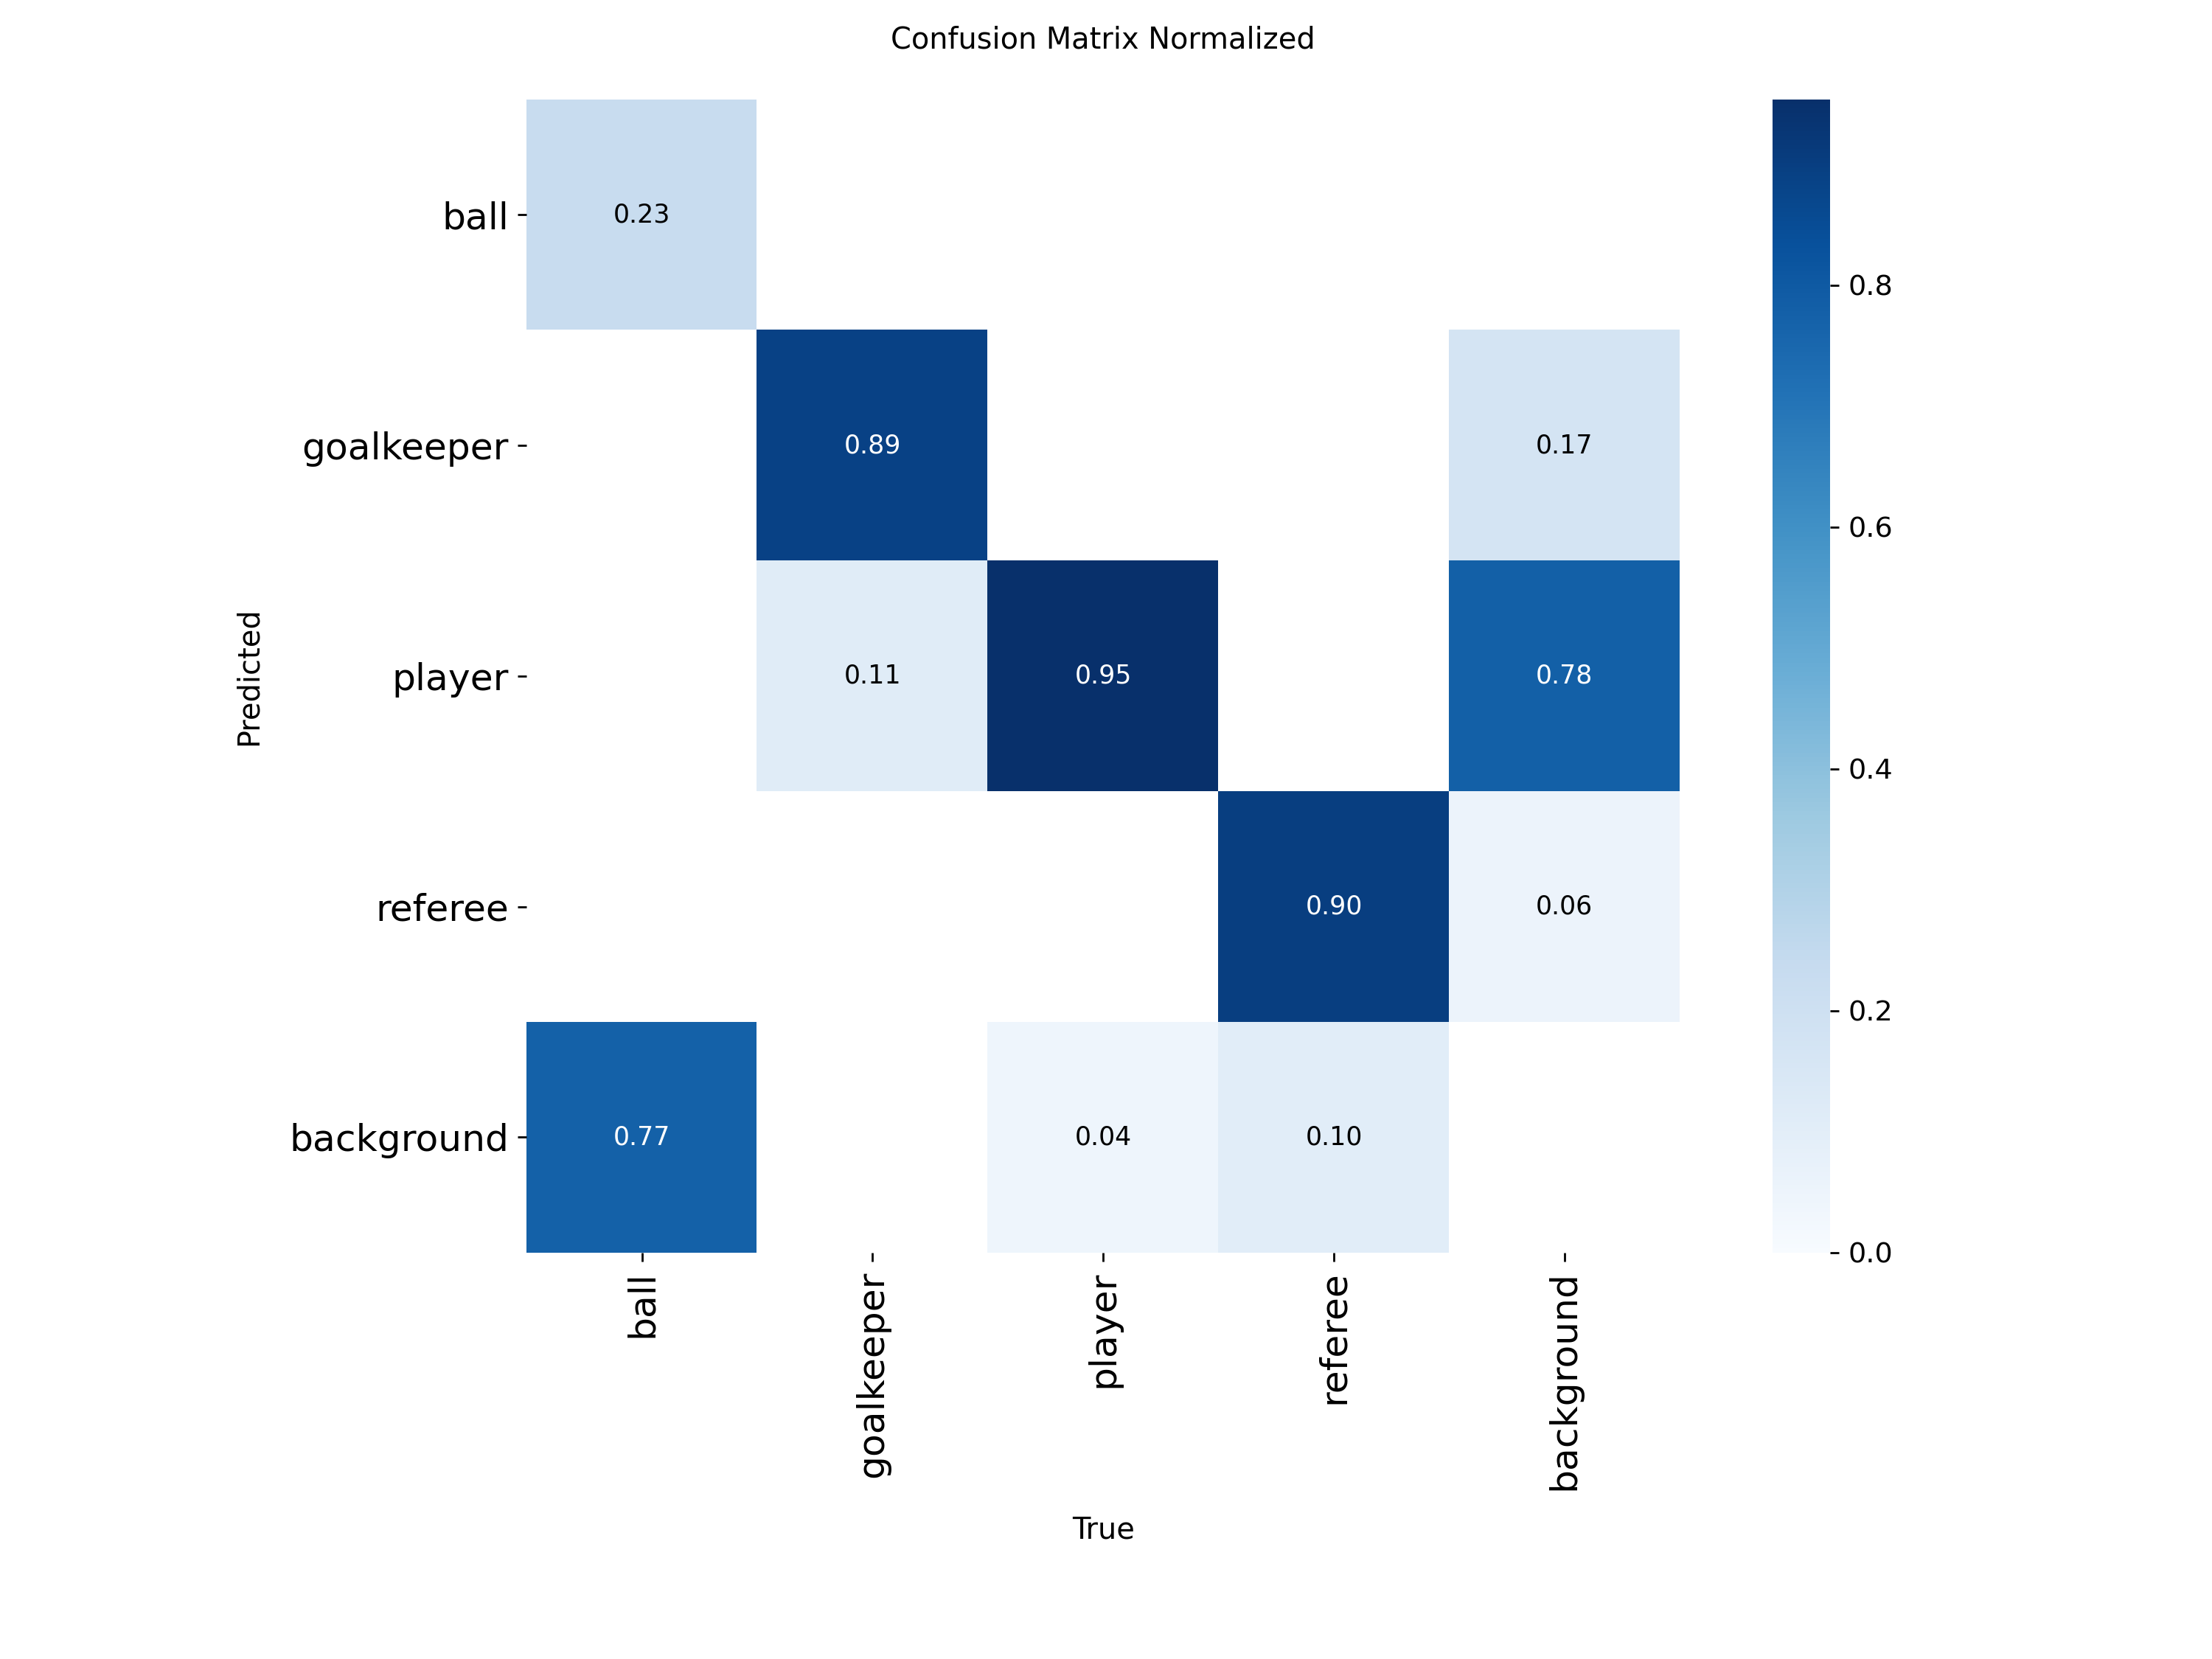 Confusion Matrix Normalized
ball
0.23
0.8
goalkeeper
0.89
0.17
0.6
Predicted
player
0.11
0.95
0.78
0.4
referee
0.90
0.06
0.2
background
0.77
0.04
0.10
0.0
ball
goalkeeper
player
referee
background
True